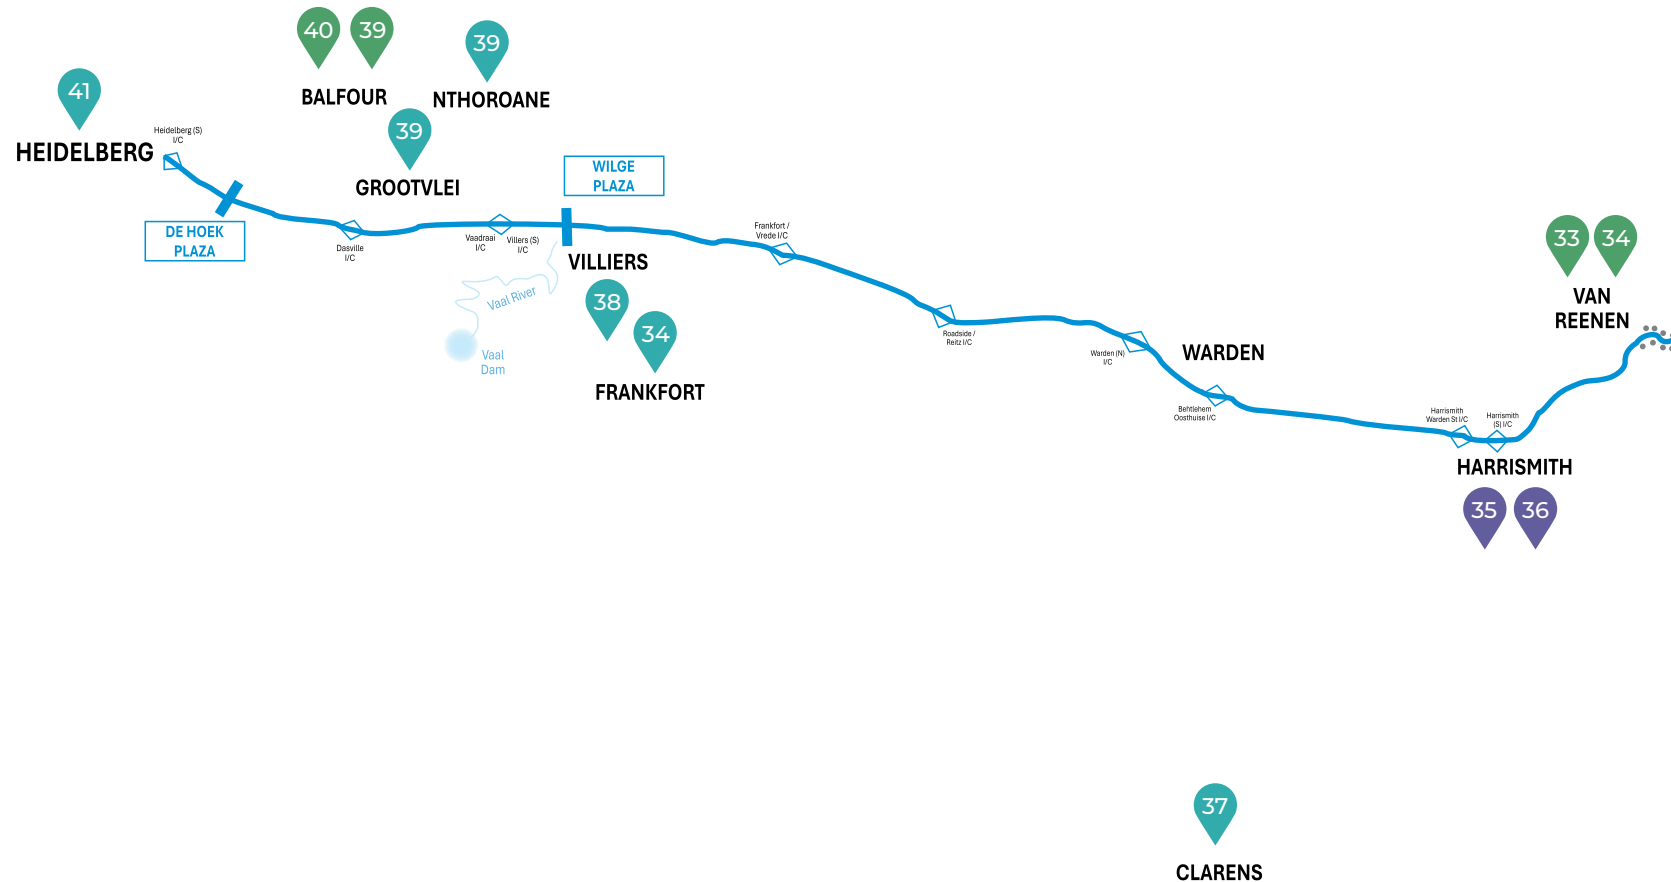 40 39
39
41
BALFOUR
NTHOROANE
39
Heidelberg (S)
I/C
HEIDELBERG
GROOTVLEI
WILGE
PLAZA
DE HOEK
PLAZA
Dasville
I/C
Vaadraai
I/C
Villers (S)
I/C
VILLIERS
Vaal River
38
34
Vaal
Dam
FRANKFORT
Frankfort /
Vrede I/C
Roadside /
Reitz I/C
Warden (N)
I/C
WARDEN
Behtlehem
Oosthuise I/C
33 34
VAN
REENEN
Harrismith
Warden St I/C
Harrismith
(S) I/C
HARRISMITH
35 36
37
CLARENS